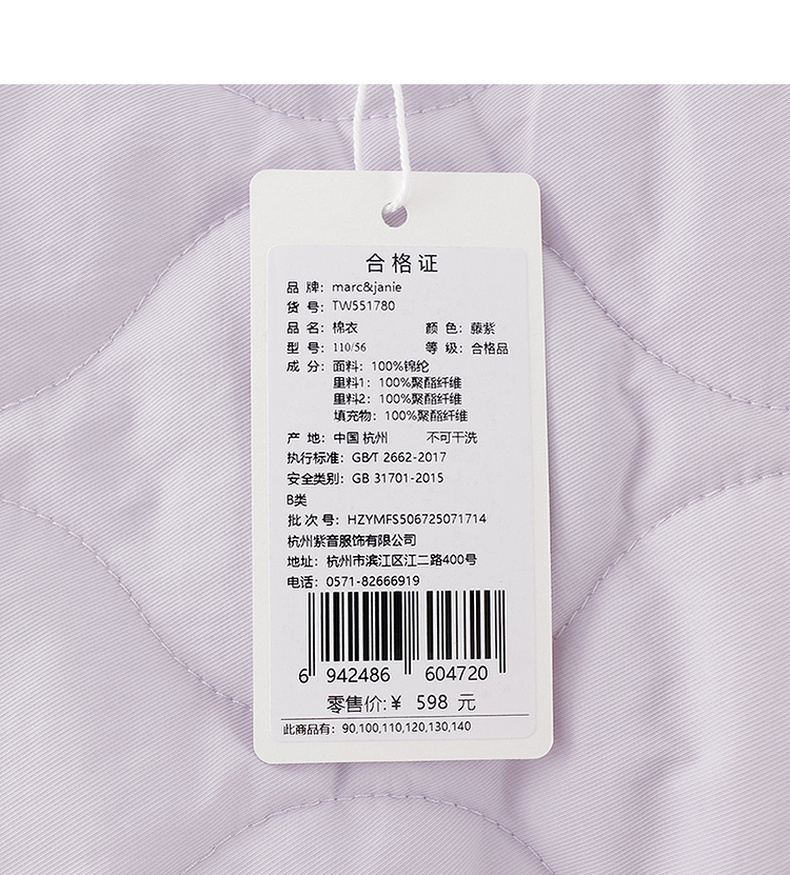 合格证
品 牌：marc&janie
货 号：TW551780
品 名：棉衣 颜 色：藤紫
型 号：110/56 等 级：合格品
成 分：面料：100%锦纶
里料1：100%聚酯纤维
里料2：100%聚酯纤维
填充物：100%聚酯纤维
产 地：中国 杭州 不可干洗
执行标准：GB/T 2662-2017
安全类别：GB 31701-2015
B类
批 次 号：HZYMFS506725071714
杭州紫音服饰有限公司
地址：杭州市滨江区江二路400号
电话：0571-82666919
6 942486 604720
零售价:¥ 598 元
此商品有：90,100,110,120,130,140